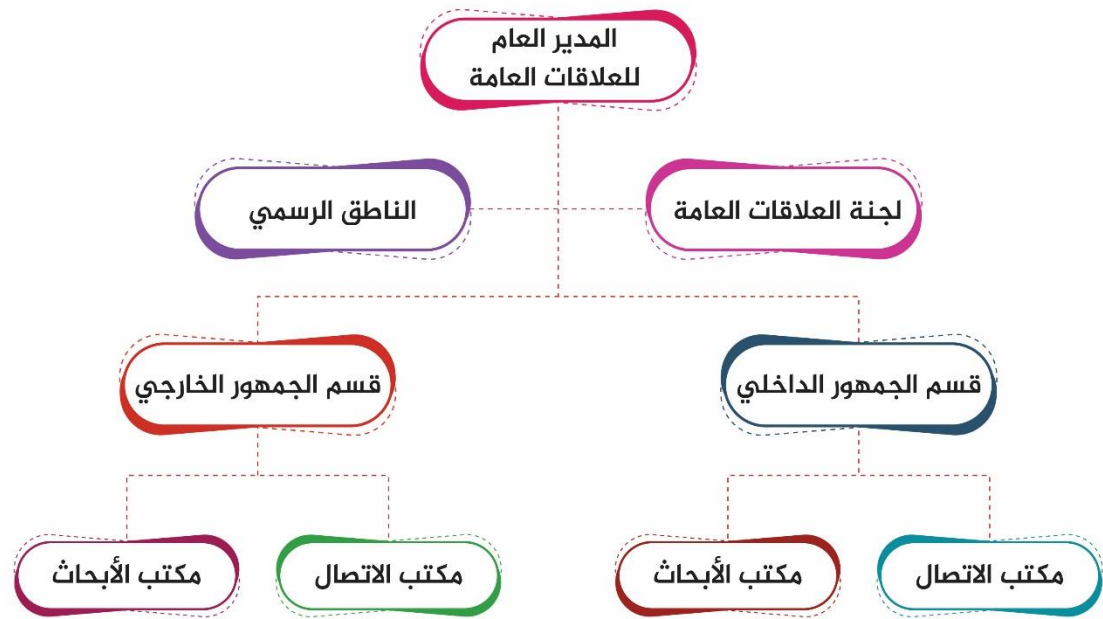 المدير العام
للعلاقات العامة
لجنة العلاقات العامة
الناطق الرسمي
قسم الجمهور الداخلي
قسم الجمهور الخارجي
مكتب الاتصال
مكتب الأبحاث
مكتب الاتصال
مكتب الأبحاث